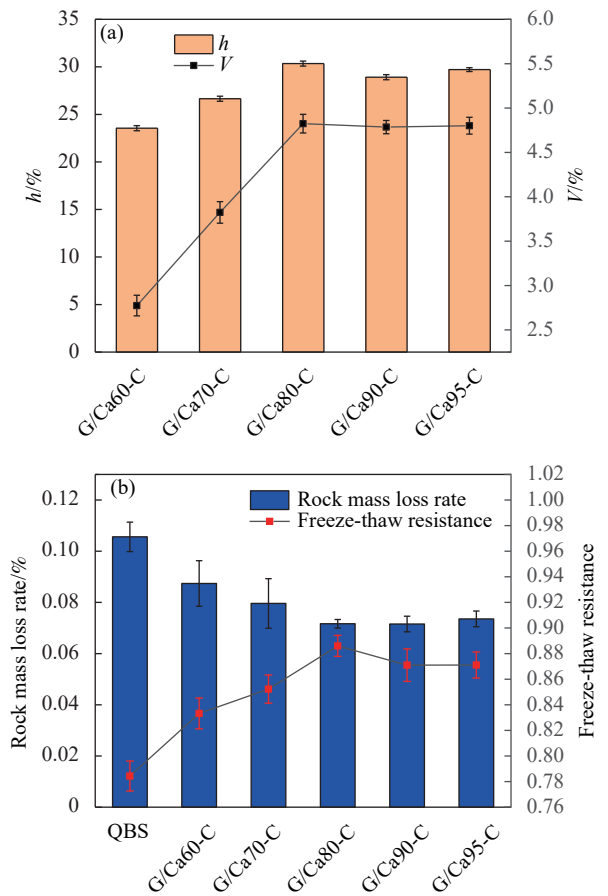 (a)
h
V
35
30
25
20
15
10
5
0
h/%
6.0
5.5
5.0
4.5
4.0
3.5
3.0
2.5
V/%
G/Ca60-C
G/Ca70-C
G/Ca80-C
G/Ca90-C
G/Ca95-C
(b)
Rock mass loss rate
Freeze-thaw resistance
0.12
0.10
0.08
0.06
0.04
0.02
0
Rock mass loss rate/%
1.02
1.00
0.98
0.96
0.94
0.92
0.90
0.88
0.86
0.84
0.82
0.80
0.78
0.76
Freeze-thaw resistance
QBS
G/Ca60-C
G/Ca70-C
G/Ca80-C
G/Ca90-C
G/Ca95-C